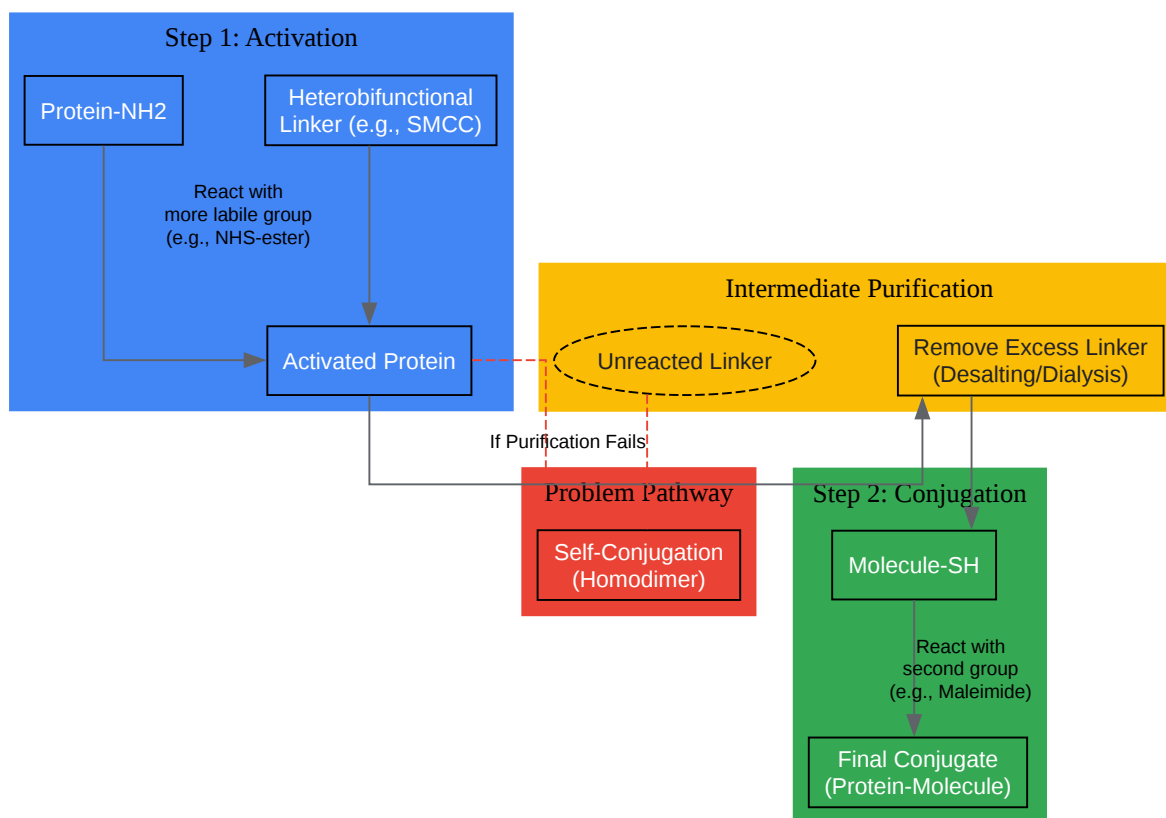 Step 1: Activation
Protein-NH2
Heterobifunctional
Linker (e.g., SMCC)
React with
more labile group
(e.g., NHS-ester)
Activated Protein
Intermediate Purification
Unreacted Linker
Remove Excess Linker
(Desalting/Dialysis)
If Purification Fails
Problem Pathway
Self-Conjugation
(Homodimer)
Step 2: Conjugation
Molecule-SH
React with
second group
(e.g., Maleimide)
Final Conjugate
(Protein-Molecule)